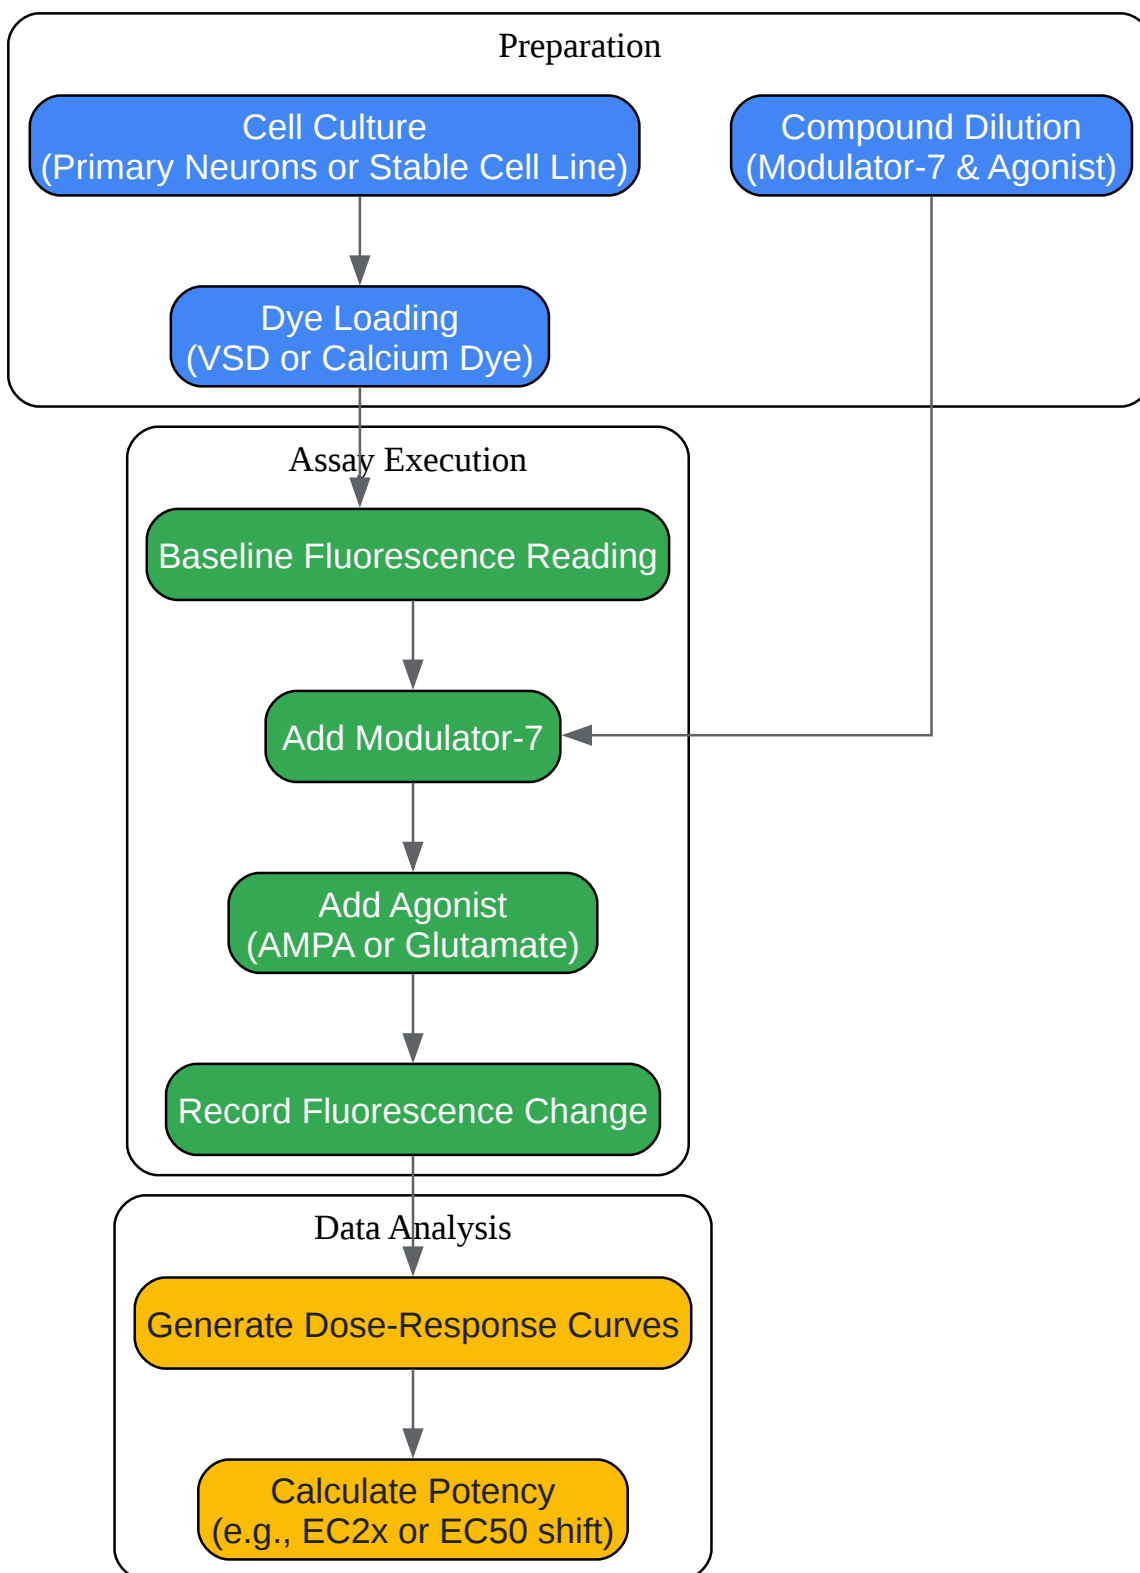 Preparation
Cell Culture
(Primary Neurons or Stable Cell Line)
Compound Dilution
(Modulator-7 & Agonist)
Dye Loading
(VSD or Calcium Dye)
Assay Execution
Baseline Fluorescence Reading
Add Modulator-7
Add Agonist
(AMPA or Glutamate)
Record Fluorescence Change
Data Analysis
Generate Dose-Response Curves
Calculate Potency
(e.g., EC2x or EC50 shift)